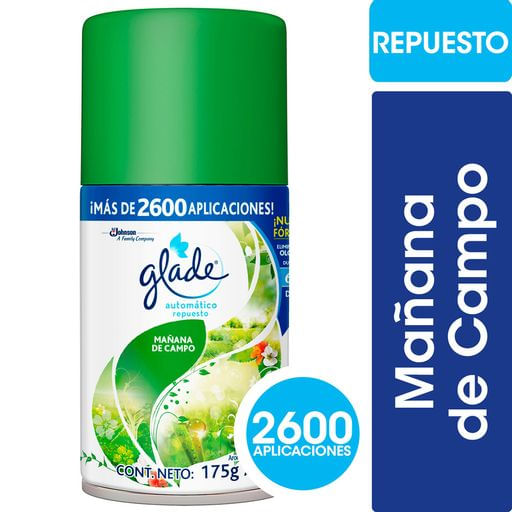 REPUESTO
Mañana
de Campo
¡MÁS DE 2600 APLICACIONES!
Johnson
A Family Company
glade
automático
repuesto
MAÑANA
DE CAMPO
CONT. NETO: 175g
2600
APLICACIONES